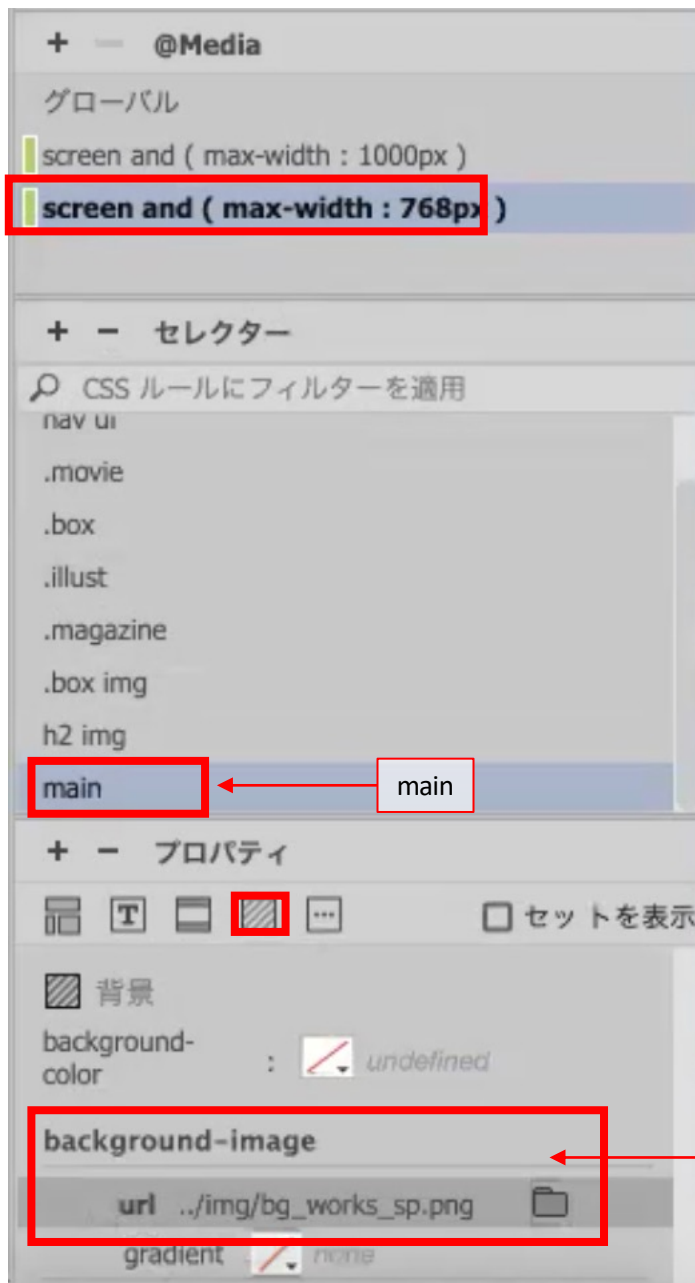 + − @Media
グローバル
screen and ( max-width : 1000px )
screen and ( max-width : 768px )
+ − セレクター
CSS ルールにフィルターを適用
nav ul
.movie
.box
.illust
.magazine
.box img
h2 img
main
main
+ − プロパティ
T
セットを表示
背景
background-
color : undefined
background-image
url ../img/bg_works_sp.png
gradient none